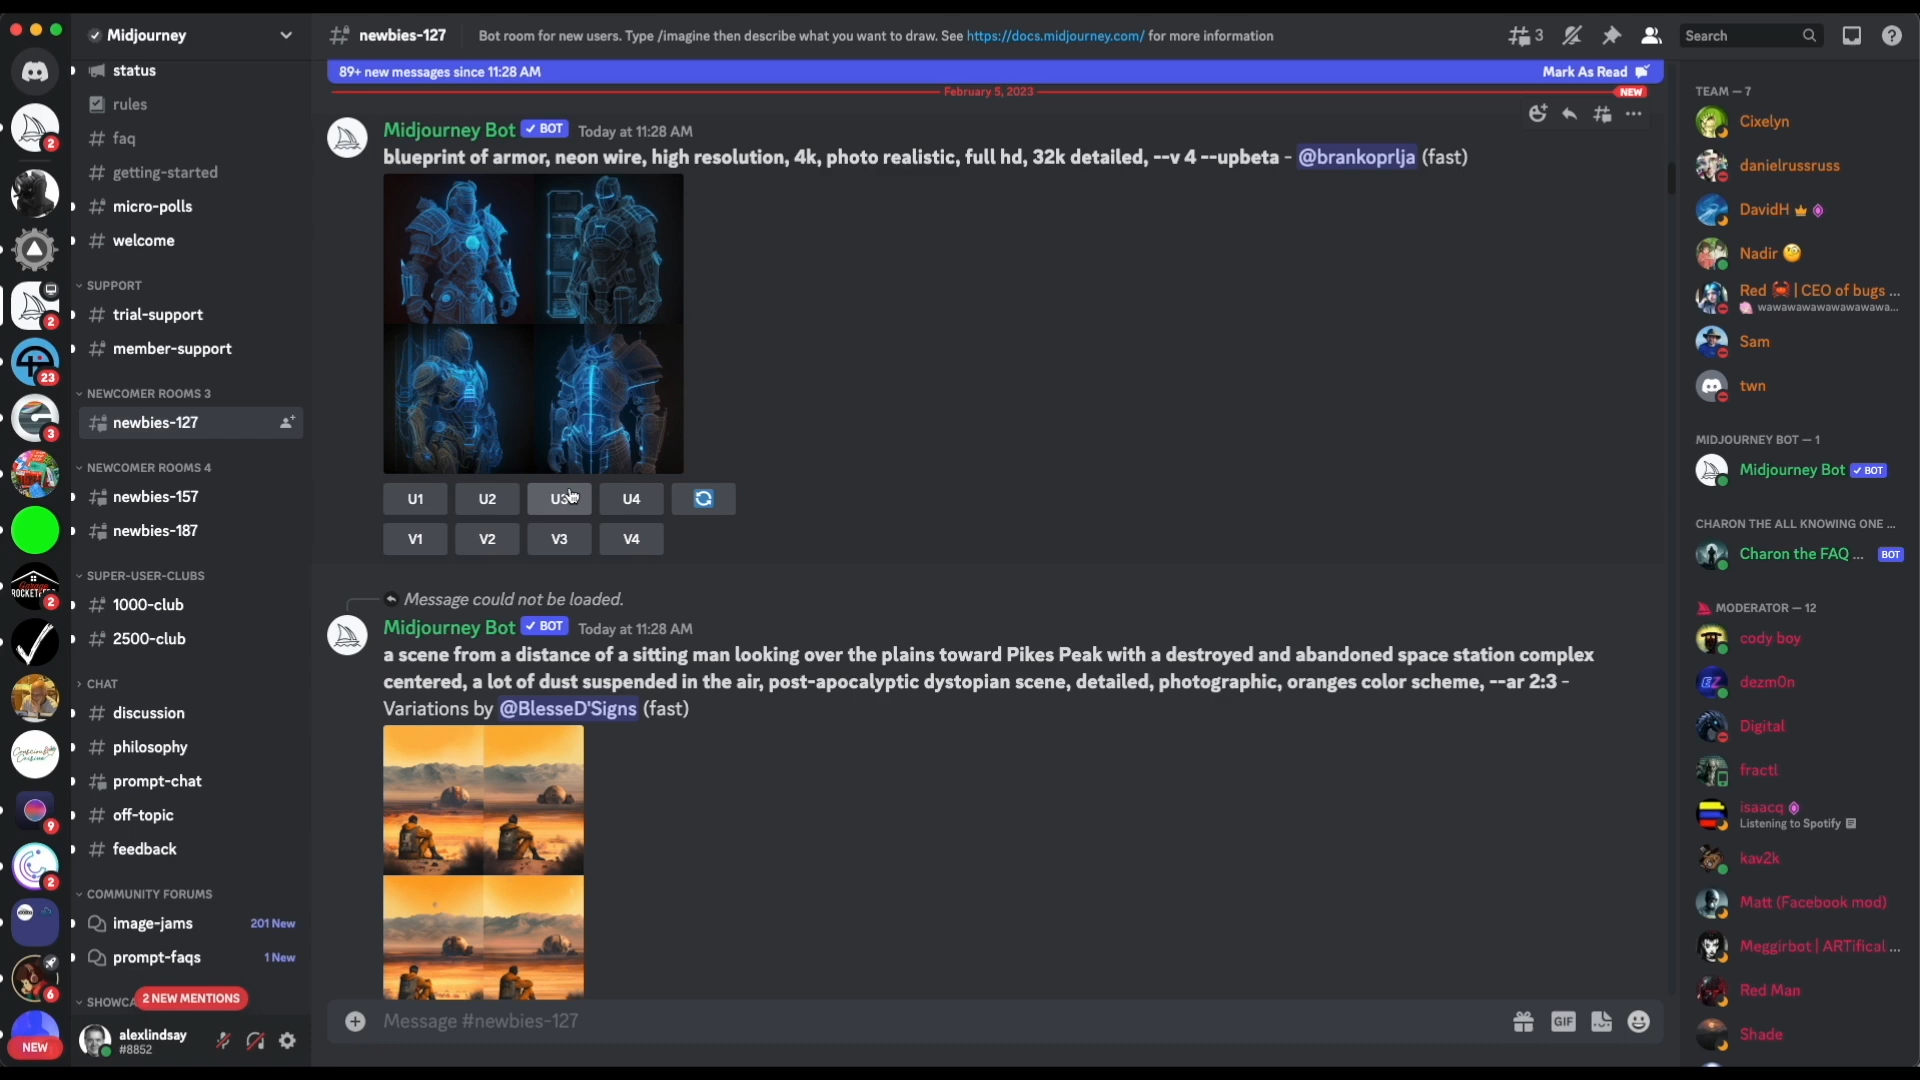 Midjourney
newbies-127
Bot room for new users. Type /imagine then describe what you want to draw. See https://docs.midjourney.com/ for more information
3
Search
89+ new messages since 11:28 AM
Mark As Read
February 5, 2023
NEW
status
rules
faq
getting-started
micro-polls
welcome
SUPPORT
trial-support
member-support
NEWCOMER ROOMS 3
newbies-127
NEWCOMER ROOMS 4
newbies-157
newbies-187
SUPER-USER-CLUBS
1000-club
2500-club
CHAT
discussion
philosophy
prompt-chat
off-topic
feedback
COMMUNITY FORUMS
image-jams 201 New
prompt-faqs 1 New
SHOWCA
2 NEW MENTIONS
alexlindsay
#8852
2
2
23
3
2
9
2
6
NEW
Midjourney Bot BOT Today at 11:28 AM
blueprint of armor, neon wire, high resolution, 4k, photo realistic, full hd, 32k detailed, --v 4 --upbeta - @brankoprlja (fast)
U1 U2 U3 U4
V1 V2 V3 V4
Message could not be loaded.
Midjourney Bot BOT Today at 11:28 AM
a scene from a distance of a sitting man looking over the plains toward Pikes Peak with a destroyed and abandoned space station complex
centered, a lot of dust suspended in the air, post-apocalyptic dystopian scene, detailed, photographic, oranges color scheme, --ar 2:3 -
Variations by @BlesseD'Signs (fast)
Message #newbies-127
GIF
TEAM — 7
Cixelyn
danielrussruss
DavidH
Nadir
Red | CEO of bugs ...
wawawawawawawawa...
Sam
twn
MIDJOURNEY BOT — 1
Midjourney Bot BOT
CHARON THE ALL KNOWING ONE ...
Charon the FAQ ... BOT
MODERATOR — 12
cody boy
dezm0n
Digital
fractl
isaacq
Listening to Spotify
kav2k
Matt (Facebook mod)
Meggirbot | ARTifical ...
Red Man
Shade